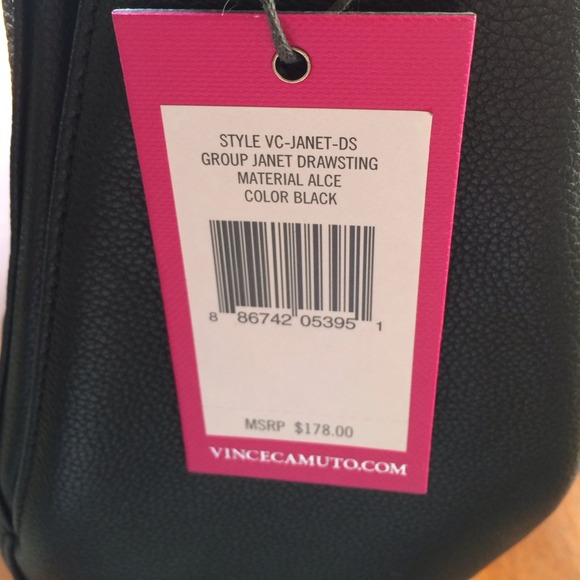 STYLE VC-JANET-DS
GROUP JANET DRAWSTING
MATERIAL ALCE
COLOR BLACK
8 86742 05395 1
MSRP $178.00
VINCECAMUTO.COM